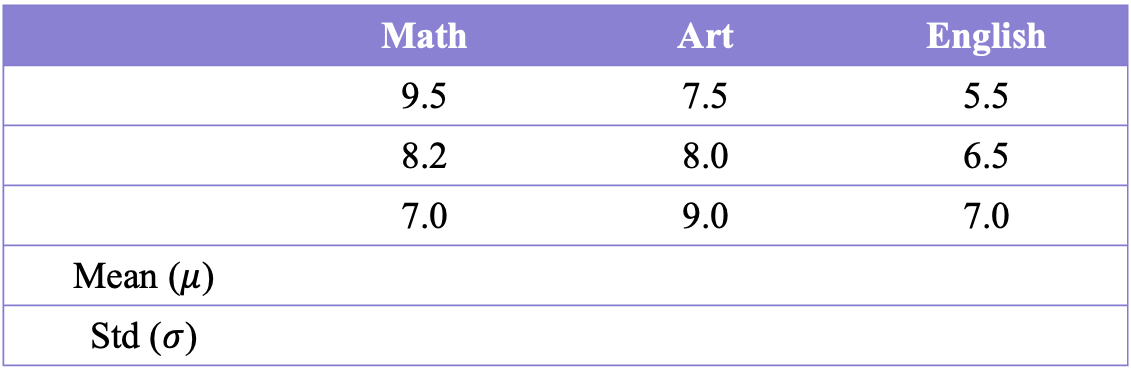 Math Art English
9.5 7.5 5.5
8.2 8.0 6.5
7.0 9.0 7.0
Mean (μ)
Std (σ)